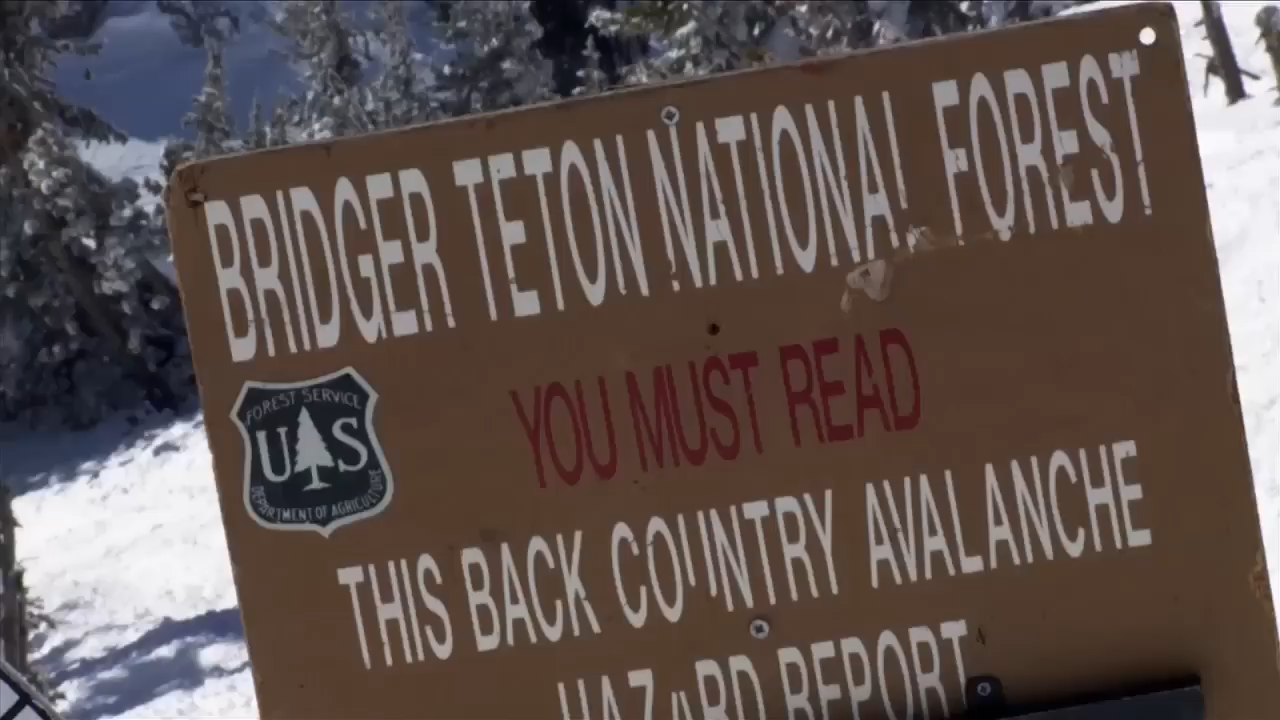 BRIDGER TETON NATIONAL FOREST
YOU MUST READ
FOREST SERVICE
U S
DEPARTMENT OF AGRICULTURE
THIS BACK COUNTRY AVALANCHE
HAZARD REPORT